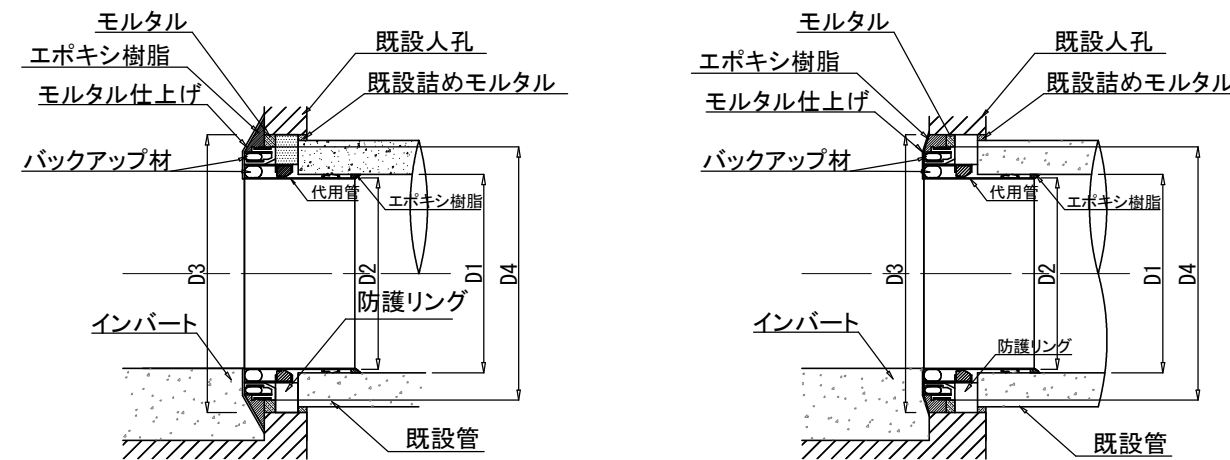 モルタル
エポキシ樹脂
モルタル仕上げ
バックアップ材
既設人孔
既設詰めモルタル
代用管
エポキシ樹脂
D3
D2
D1
D4
防護リング
インバート
既設管
モルタル
エポキシ樹脂
モルタル仕上げ
バックアップ材
既設人孔
既設詰めモルタル
代用管
エポキシ樹脂
D3
D2
D1
D4
インバート
防護リング
既設管